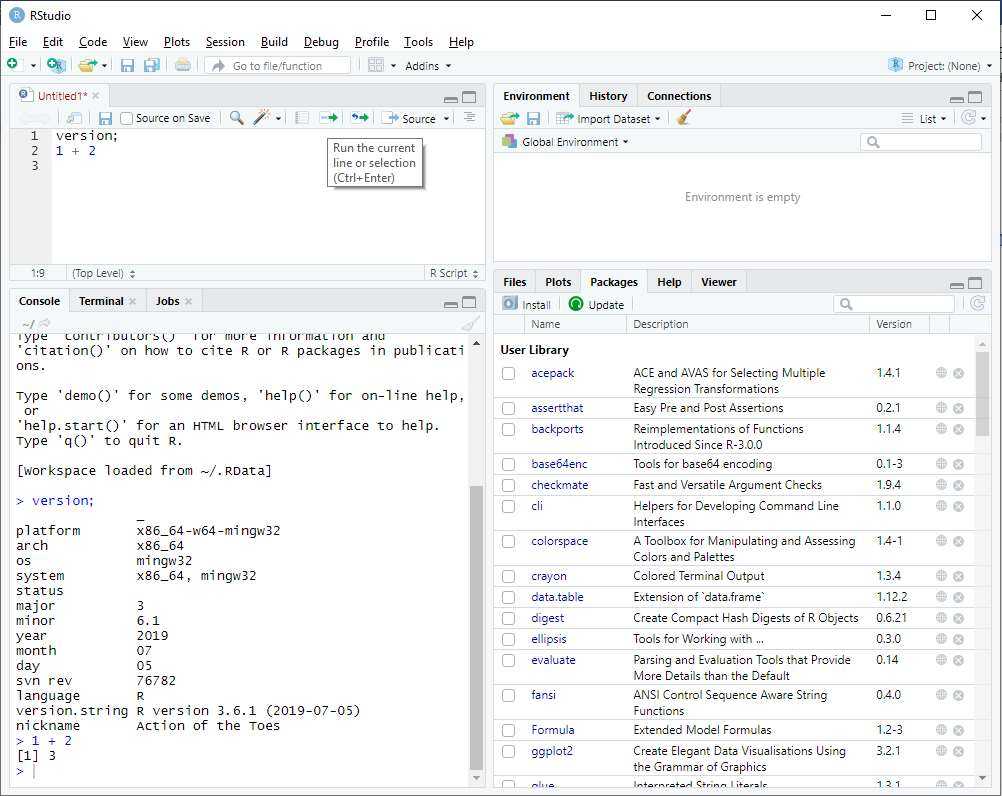 RStudio
File Edit Code View Plots Session Build Debug Profile Tools Help
Go to file/function Addins Project: (None)
Untitled1*
Source on Save Source
1 version;
2 1 + 2
3
Run the current
line or selection
(Ctrl+Enter)
1:9 (Top Level) R Script
Console Terminal Jobs
~/
Type 'contributors()' for more information and
'citation()' on how to cite R or R packages in publicati
ons.
Type 'demo()' for some demos, 'help()' for on-line help,
or
'help.start()' for an HTML browser interface to help.
Type 'q()' to quit R.
[Workspace loaded from ~/.RData]
> version;
_
platform x86_64-w64-mingw32
arch x86_64
os mingw32
system x86_64, mingw32
status
major 3
minor 6.1
year 2019
month 07
day 05
svn rev 76782
language R
version.string R version 3.6.1 (2019-07-05)
nickname Action of the Toes
> 1 + 2
[1] 3
>
Environment History Connections
Import Dataset List
Global Environment
Environment is empty
Files Plots Packages Help Viewer
Install Update
Name Description Version
User Library
acepack ACE and AVAS for Selecting Multiple 1.4.1
Regression Transformations
assertthat Easy Pre and Post Assertions 0.2.1
backports Reimplementations of Functions 1.1.4
Introduced Since R-3.0.0
base64enc Tools for base64 encoding 0.1-3
checkmate Fast and Versatile Argument Checks 1.9.4
cli Helpers for Developing Command Line 1.1.0
Interfaces
colorspace A Toolbox for Manipulating and Assessing 1.4-1
Colors and Palettes
crayon Colored Terminal Output 1.3.4
data.table Extension of `data.frame` 1.12.2
digest Create Compact Hash Digests of R Objects 0.6.21
ellipsis Tools for Working with ... 0.3.0
evaluate Parsing and Evaluation Tools that Provide 0.14
More Details than the Default
fansi ANSI Control Sequence Aware String 0.4.0
Functions
Formula Extended Model Formulas 1.2-3
ggplot2 Create Elegant Data Visualisations Using 3.2.1
the Grammar of Graphics
glue Interpreted String Literals 1.3.1